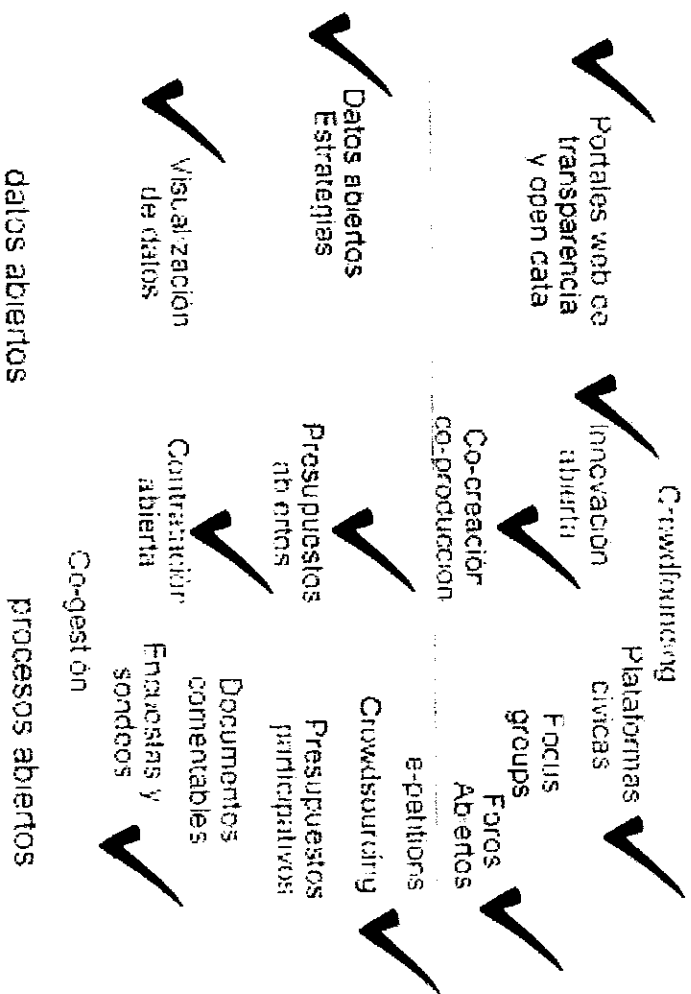 Portales web de
transparencia
y open data
Datos abiertos
Estrategias
Visualización
de datos
datos abiertos
Crowdfounding
Innovación
abierta
Co-creación
co-producción
Presupuestos
abiertos
Contratación
abierta
Co-gestión
Plataformas
cívicas
Focus
groups
Foros
Abiertos
e-petitions
Crowdsourcing
Presupuestos
participativos
Documentos
comentables
Encuestas y
sondeos
procesos abiertos